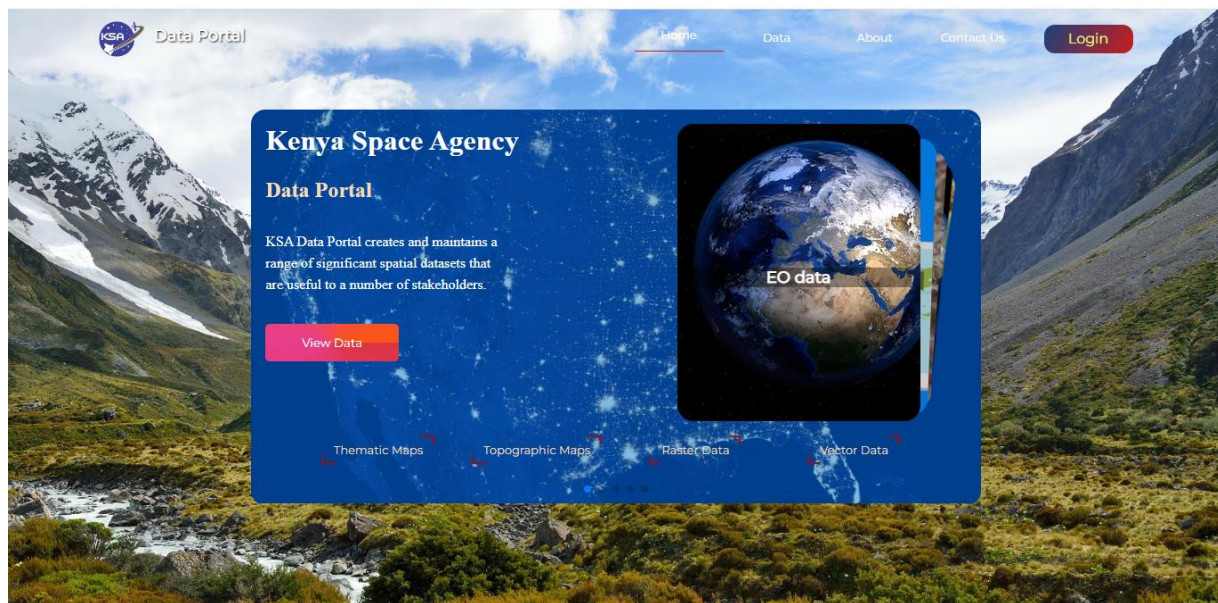 KSA
Data Portal
Home
Data
About
Contact Us
Login
Kenya Space Agency
Data Portal
KSA Data Portal creates and maintains a
range of significant spatial datasets that
are useful to a number of stakeholders.
View Data
EO data
Thematic Maps
Topographic Maps
Raster Data
Vector Data